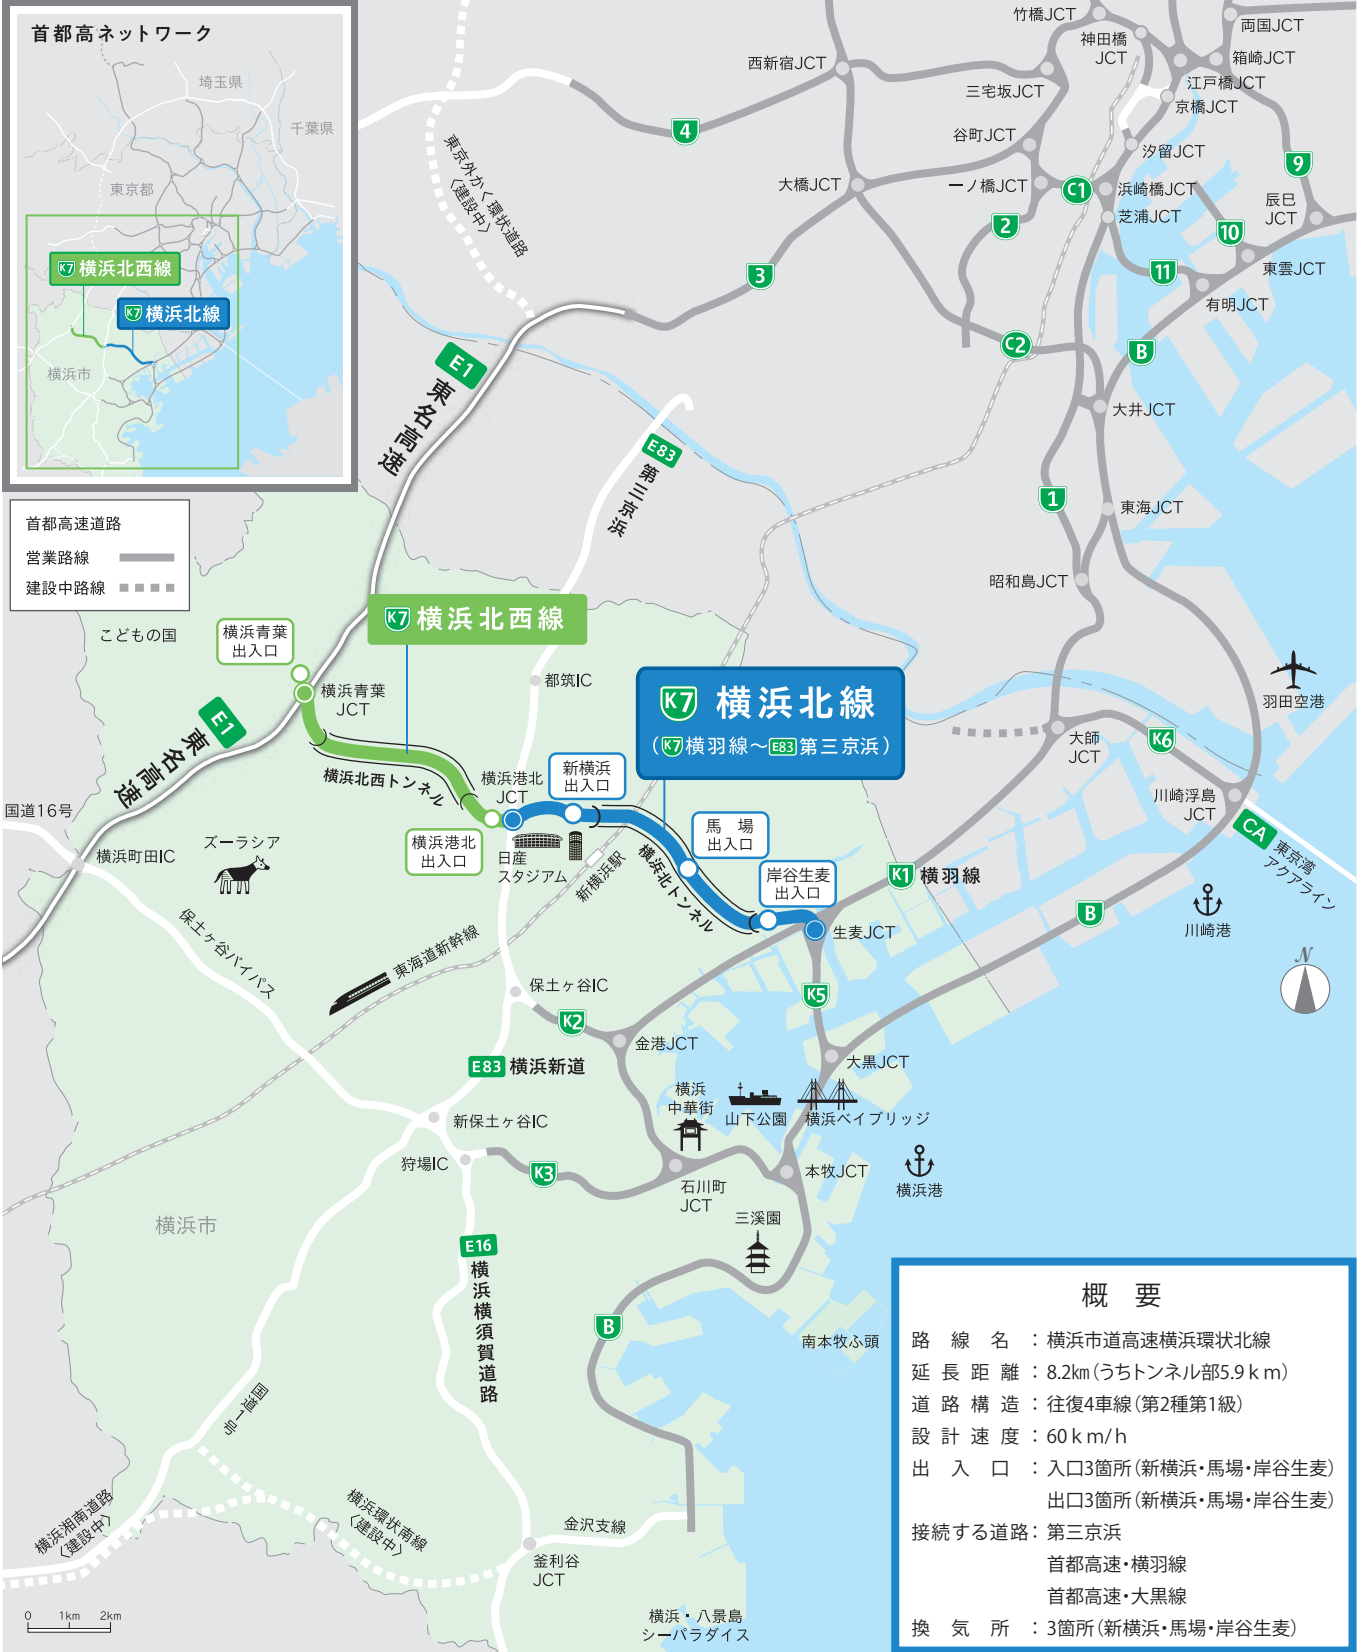 首都高ネットワーク
埼玉県
千葉県
東京都
K7 横浜北西線
K7 横浜北線
横浜市
首都高速道路
営業路線
建設中路線
竹橋JCT
神田橋
JCT
両国JCT
箱崎JCT
江戸橋JCT
京橋JCT
西新宿JCT
三宅坂JCT
4
谷町JCT
汐留JCT
9
大橋JCT
一ノ橋JCT
C1
浜崎橋JCT
芝浦JCT
辰巳
JCT
2
10
東京外かく環状道路
〈建設中〉
3
11
東雲JCT
有明JCT
C2
B
E1
東名高速
大井JCT
E83
第三京浜
1
東海JCT
昭和島JCT
こどもの国
横浜青葉
出入口
K7 横浜北西線
横浜青葉
JCT
都筑IC
K7 横浜北線
(K7横羽線～E83第三京浜)
羽田空港
大師
JCT
K6
E1
東名高速
横浜北西トンネル
横浜港北
JCT
新横浜
出入口
川崎浮島
JCT
CA
東京湾
アクアライン
国道16号
横浜町田IC
ズーラシア
横浜港北
出入口
日産
スタジアム
新横浜駅
馬　場
出入口
横浜北トンネル
岸谷生麦
出入口
K1 横羽線
生麦JCT
B
川崎港
N
保土ヶ谷バイパス
東海道新幹線
保土ヶ谷IC
K2
K5
金港JCT
大黒JCT
E83 横浜新道
横浜
中華街
山下公園
横浜ベイブリッジ
新保土ヶ谷IC
狩場IC
K3
石川町
JCT
本牧JCT
横浜港
横浜市
三溪園
E16
横浜横須賀道路
B
南本牧ふ頭
国道1号
横浜湘南道路
〈建設中〉
横浜環状南線
〈建設中〉
金沢支線
釜利谷
JCT
横浜・八景島
シーパラダイス
0 1km 2km
概　要
路線名：横浜市道高速横浜環状北線
延長距離：8.2㎞(うちトンネル部5.9ｋｍ)
道路構造：往復4車線(第2種第1級)
設計速度：60ｋｍ/ｈ
出入口：入口3箇所(新横浜・馬場・岸谷生麦)
出口3箇所(新横浜・馬場・岸谷生麦)
接続する道路：第三京浜
首都高速・横羽線
首都高速・大黒線
換気所：3箇所(新横浜・馬場・岸谷生麦)